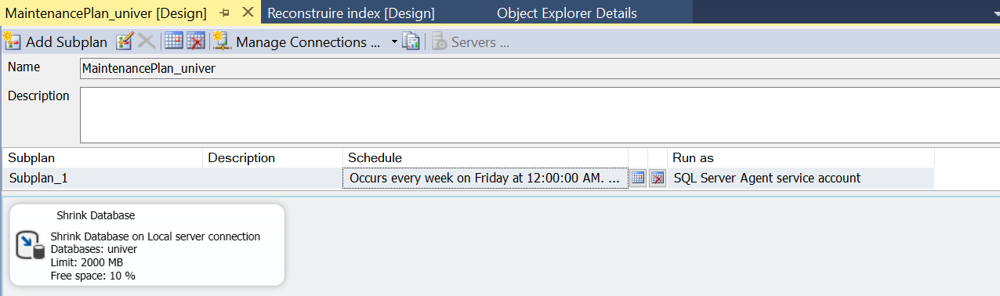 MaintenancePlan_univer [Design] Reconstruire index [Design] Object Explorer Details
Add Subplan Manage Connections ... Servers ...
Name MaintenancePlan_univer
Description
Subplan Description Schedule Run as
Subplan_1 Occurs every week on Friday at 12:00:00 AM. ... SQL Server Agent service account
Shrink Database
Shrink Database on Local server connection
Databases: univer
Limit: 2000 MB
Free space: 10 %